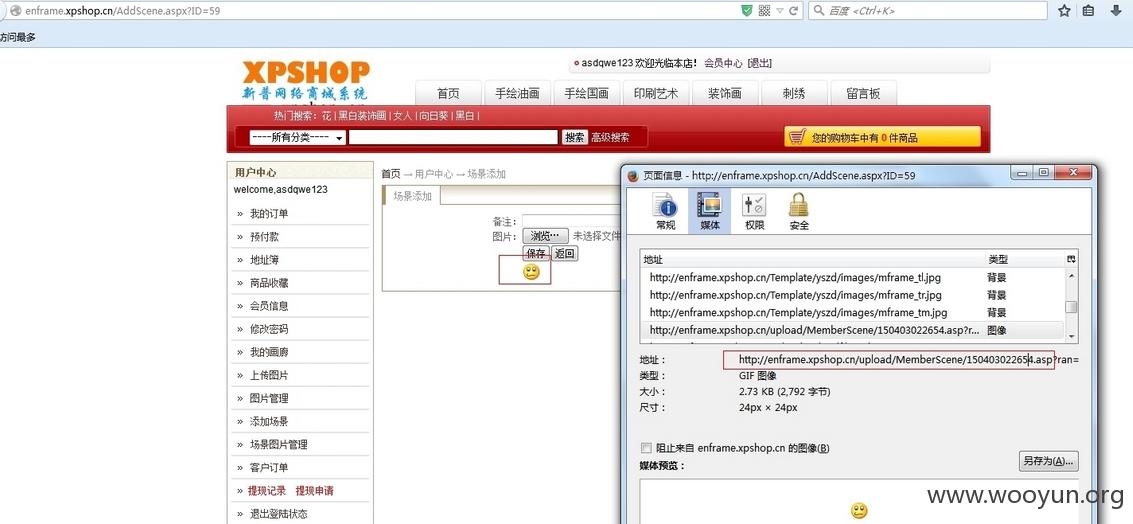 enframe.xpshop.cn/AddScene.aspx?ID=59
百度 <Ctrl+K>
访问最多
XPSHOP
新普网络商城系统
asdqwe123 欢迎光临本店! 会员中心 [退出]
首页 手绘油画 手绘国画 印刷艺术 装饰画 刺绣 留言板
热门搜索: 花 | 黑白装饰画 | 女人 | 向日葵 | 黑白 |
----所有分类---- 搜索 高级搜索
您的购物车中有 0 件商品
用户中心
welcome,asdqwe123
» 我的订单
» 预付款
» 地址簿
» 商品收藏
» 会员信息
» 修改密码
» 我的画廊
» 上传图片
» 图片管理
» 添加场景
» 场景图片管理
» 客户订单
» 提现记录 提现申请
» 退出登陆状态
首页 → 用户中心 → 场景添加
场景添加
备注:
图片: 浏览… 未选择文件
保存 返回
页面信息 - http://enframe.xpshop.cn/AddScene.aspx?ID=59
常规 媒体 权限 安全
地址 类型
http://enframe.xpshop.cn/Template/yszd/images/mframe_tl.jpg 背景
http://enframe.xpshop.cn/Template/yszd/images/mframe_tr.jpg 背景
http://enframe.xpshop.cn/Template/yszd/images/mframe_tm.jpg 背景
http://enframe.xpshop.cn/upload/MemberScene/150403022654.asp?r... 图像
地址: http://enframe.xpshop.cn/upload/MemberScene/150403022654.asp?ran=
类型: GIF 图像
大小: 2.73 KB (2,792 字节)
尺寸: 24px × 24px
阻止来自 enframe.xpshop.cn 的图像(B)
另存为(A)...
媒体预览:
www.wooyun.org